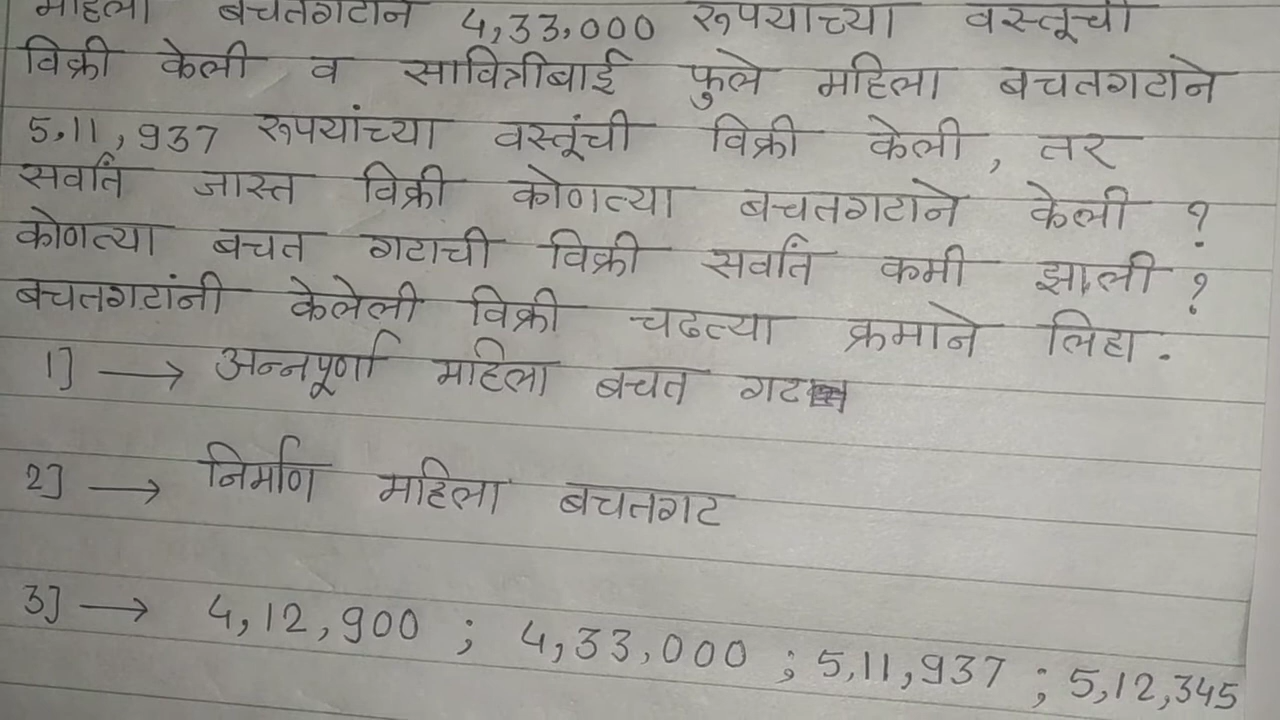 महिला बचतगटाने 4,33,000 रूपयाच्या वस्तूची
विक्री केली व सावित्रीबाई फुले महिला बचतगटाने
5,11,937 रूपयांच्या वस्तूंची विक्री केली, तर
सर्वांत जास्त विक्री कोणत्या बचतगटाने केली ?
कोणत्या बचत गटाची विक्री सर्वांत कमी झाली ?
बचतगटांनी केलेली विक्री चढत्या क्रमाने लिहा.
1] → अन्नपूर्णा महिला बचत गट
2] → निर्माण महिला बचतगट
3] → 4,12,900 ; 4,33,000 ; 5,11,937 ; 5,12,345